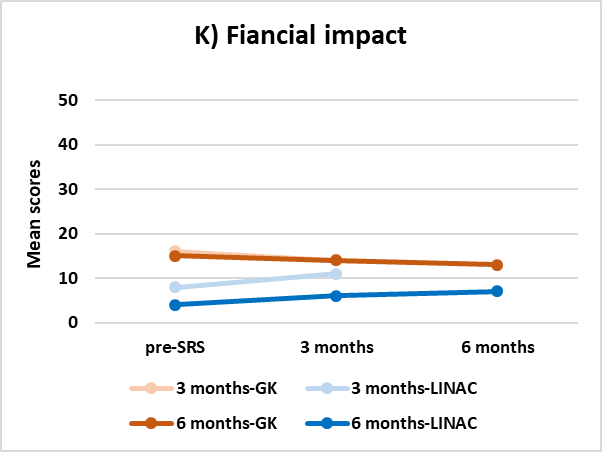 K) Fiancial impact
50
40
30
20
10
0
Mean scores
pre-SRS 3 months 6 months
3 months-GK 3 months-LINAC
6 months-GK 6 months-LINAC